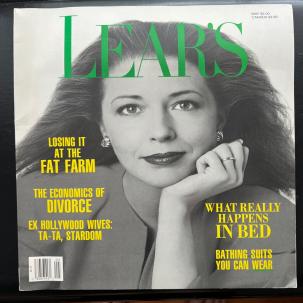 LEAR'S
LOSING IT
AT THE
FAT FARM
THE ECONOMICS OF
DIVORCE
EX HOLLYWOOD WIVES:
TA-TA, STARDOM
WHAT REALLY
HAPPENS
IN BED
BATHING SUITS
YOU CAN WEAR